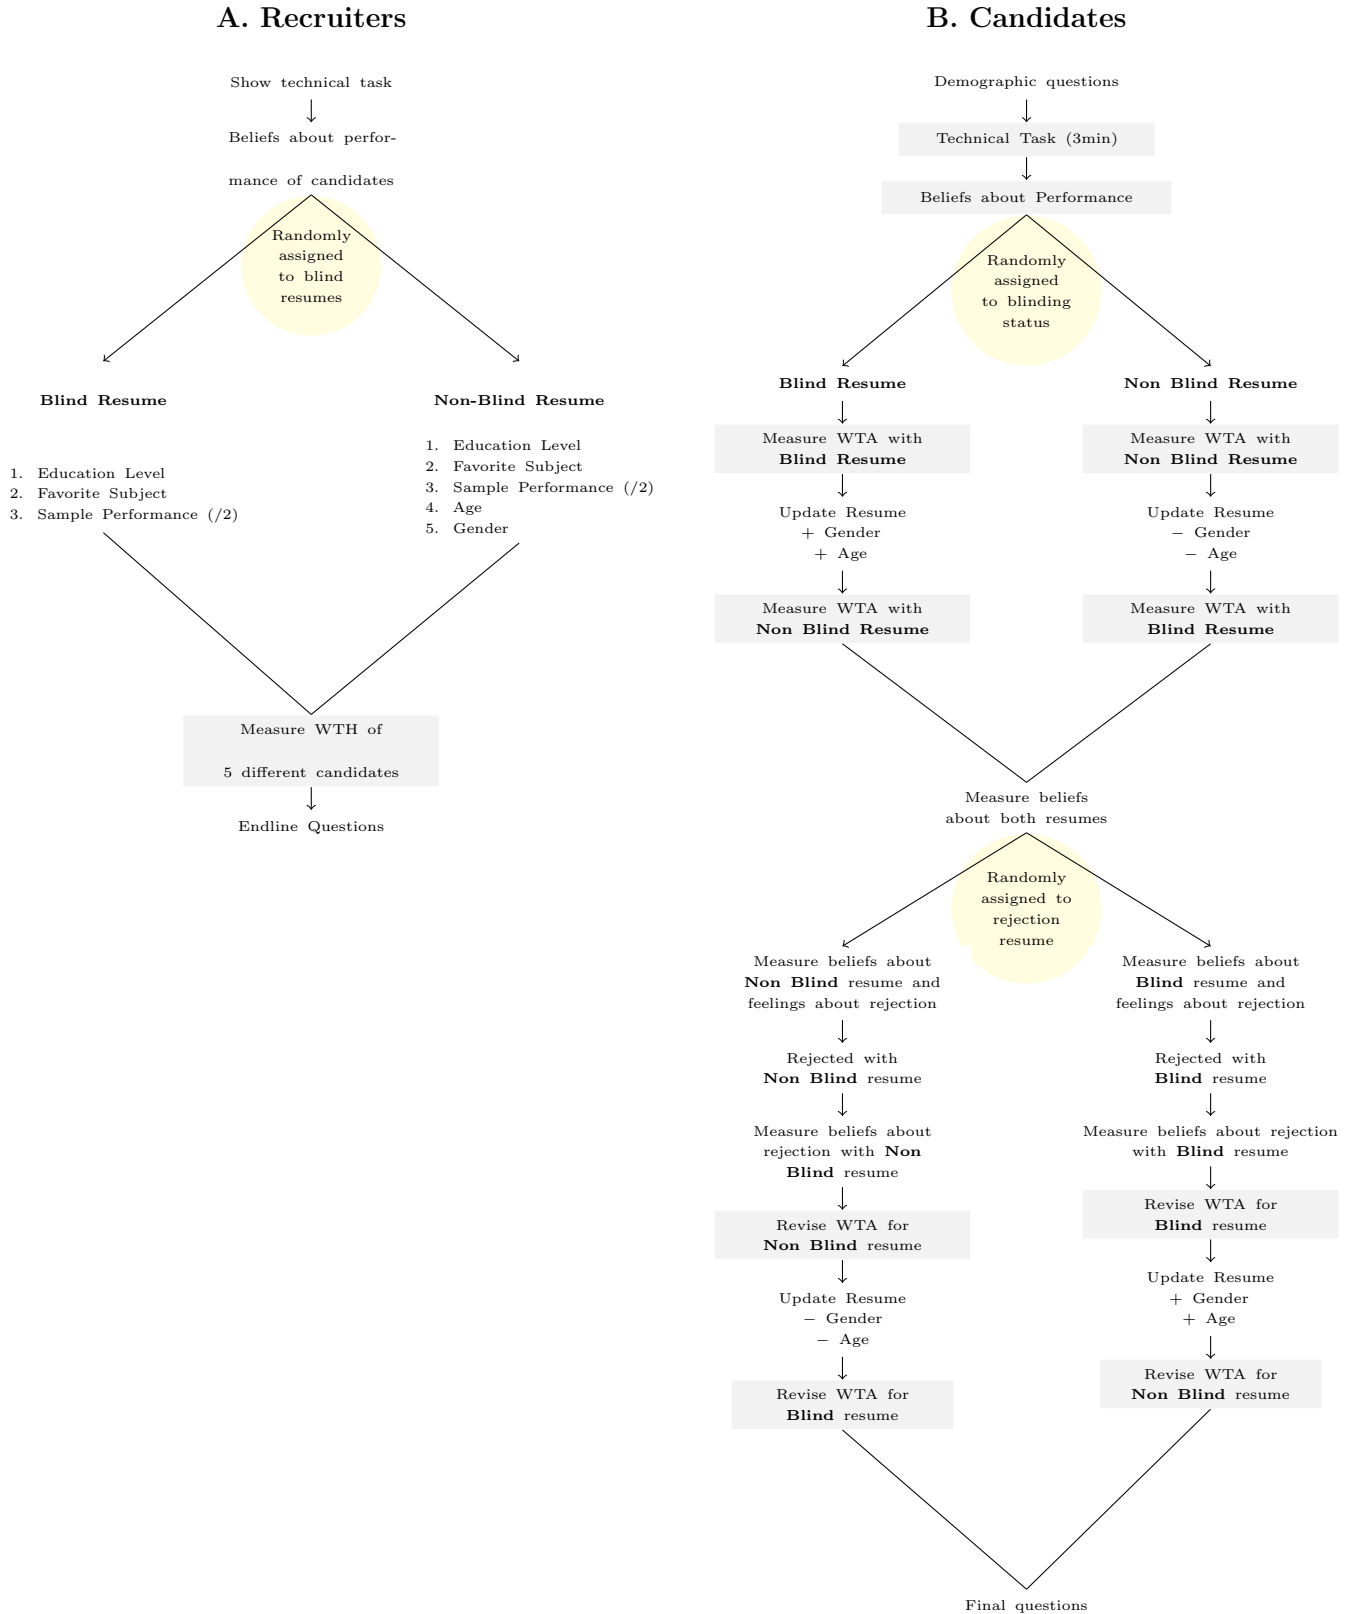 A. Recruiters
Show technical task
Beliefs about perfor-
mance of candidates
Randomly
assigned
to blind
resumes
Blind Resume
1. Education Level
2. Favorite Subject
3. Sample Performance (/2)
Non-Blind Resume
1. Education Level
2. Favorite Subject
3. Sample Performance (/2)
4. Age
5. Gender
Measure WTH of
5 different candidates
Endline Questions
B. Candidates
Demographic questions
Technical Task (3min)
Beliefs about Performance
Randomly
assigned
to blinding
status
Blind Resume
Measure WTA with
Blind Resume
Update Resume
+ Gender
+ Age
Measure WTA with
Non Blind Resume
Non Blind Resume
Measure WTA with
Non Blind Resume
Update Resume
− Gender
− Age
Measure WTA with
Blind Resume
Measure beliefs
about both resumes
Randomly
assigned to
rejection
resume
Measure beliefs about
Non Blind resume and
feelings about rejection
Rejected with
Non Blind resume
Measure beliefs about
rejection with Non
Blind resume
Revise WTA for
Non Blind resume
Update Resume
− Gender
− Age
Revise WTA for
Blind resume
Measure beliefs about
Blind resume and
feelings about rejection
Rejected with
Blind resume
Measure beliefs about rejection
with Blind resume
Revise WTA for
Blind resume
Update Resume
+ Gender
+ Age
Revise WTA for
Non Blind resume
Final questions